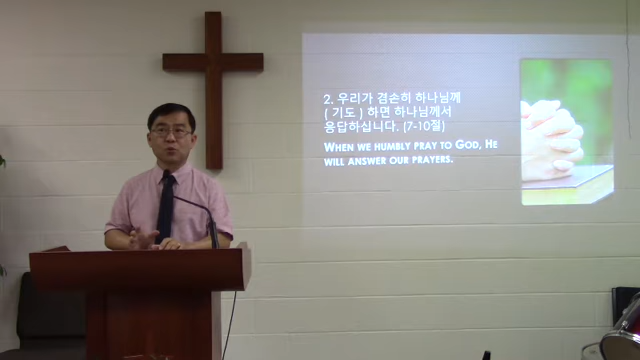 2. 우리가 겸손히 하나님께
( 기도 ) 하면 하나님께서
응답하십니다. (7-10절)
WHEN WE HUMBLY PRAY TO GOD, HE
WILL ANSWER OUR PRAYERS.